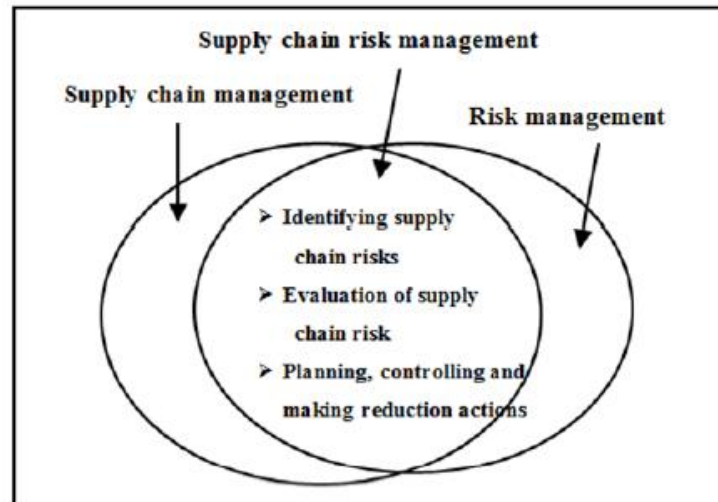 Supply chain risk management
Supply chain management
Risk management
➢ Identifying supply
chain risks
➢ Evaluation of supply
chain risk
➢ Planning, controlling and
making reduction actions